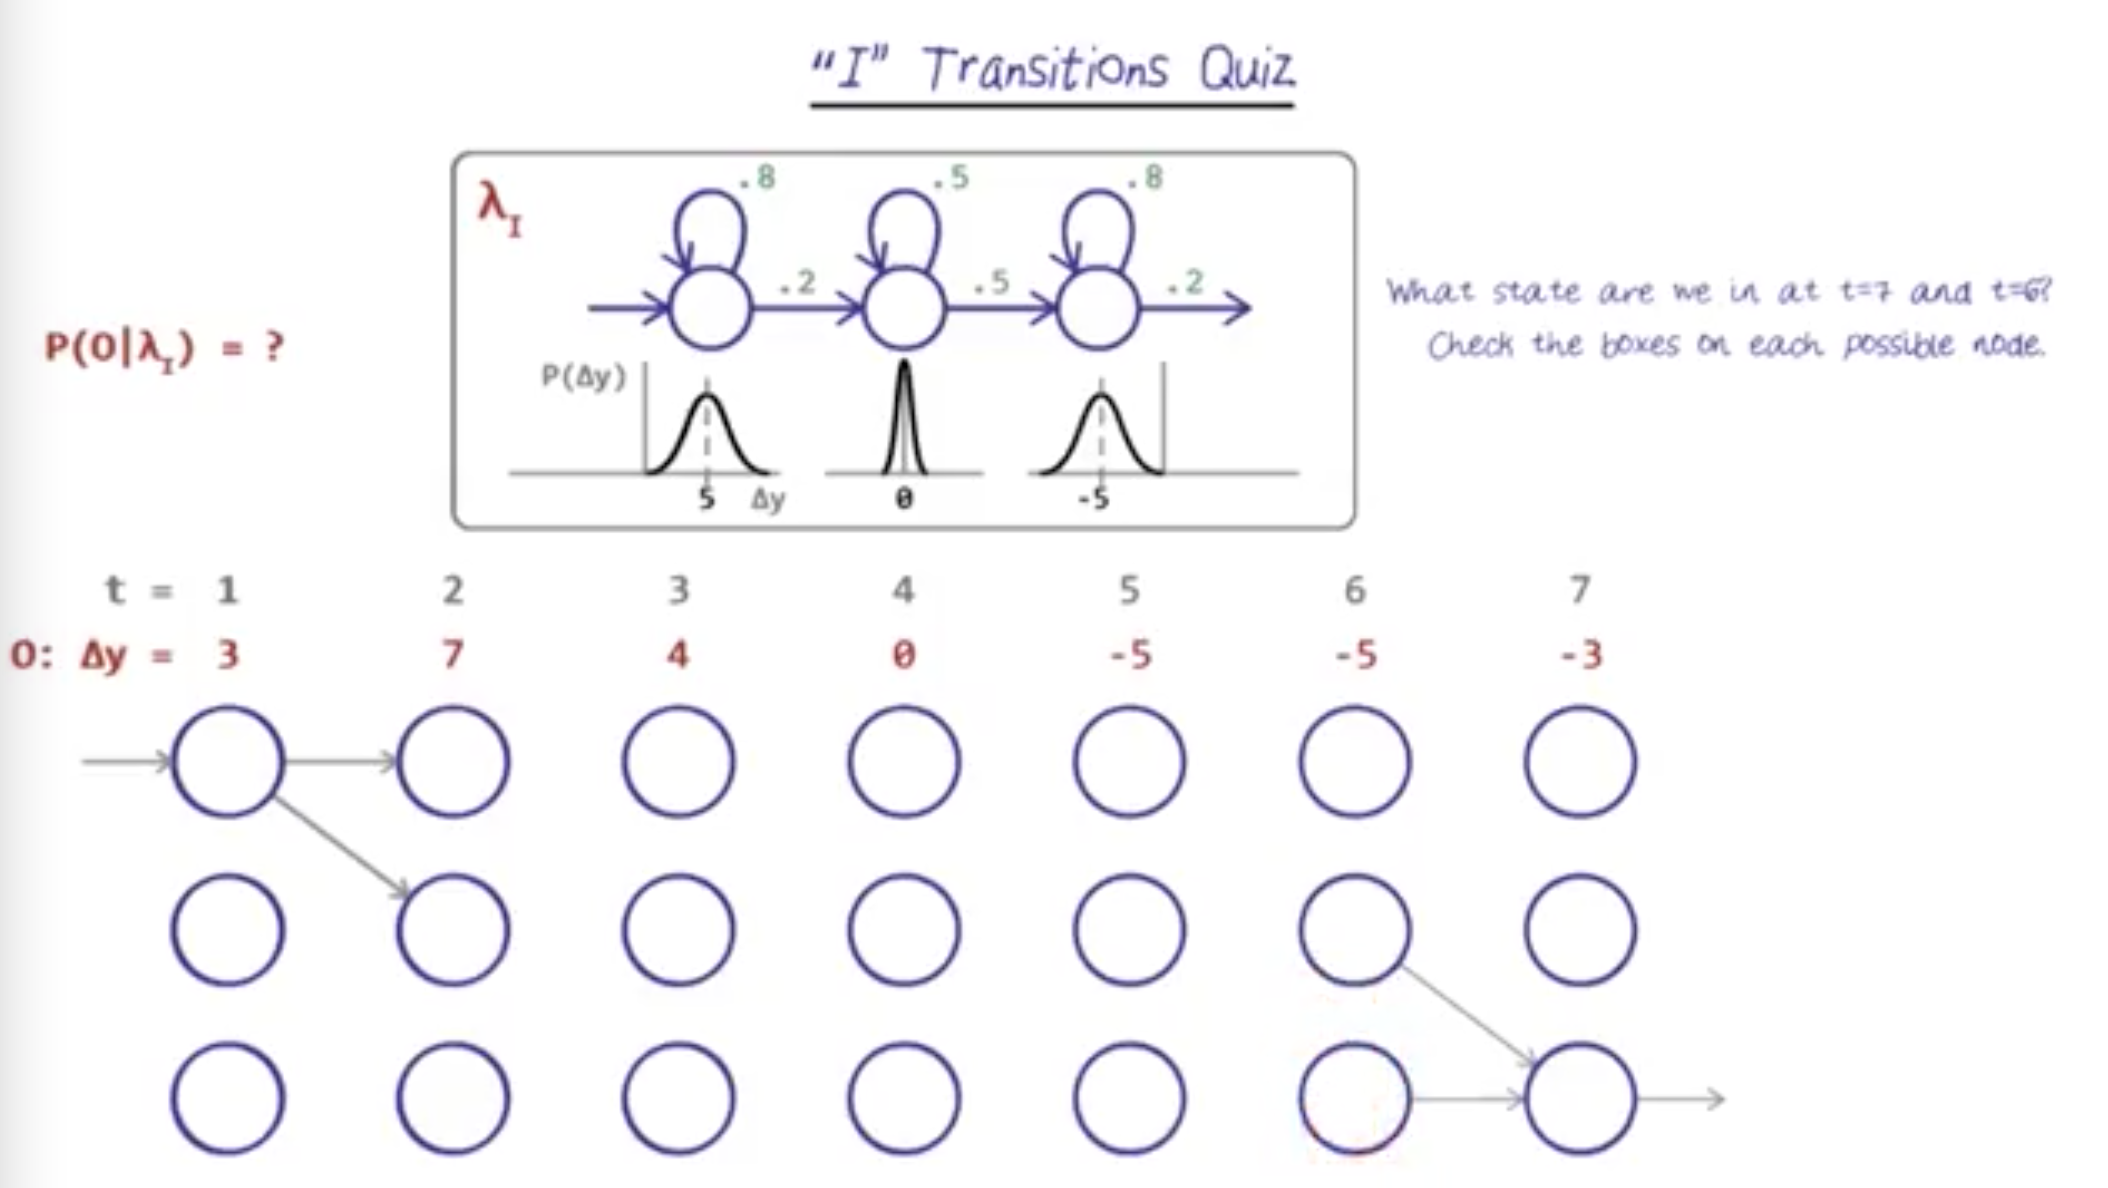 "I" Transitions Quiz
λI
.8 .5 .8
.2 .5 .2
What state are we in at t=7 and t=6?
Check the boxes on each possible node.
P(O|λI) = ?
P(Δy)
5 Δy 0 -5
t = 1 2 3 4 5 6 7
O: Δy = 3 7 4 0 -5 -5 -3